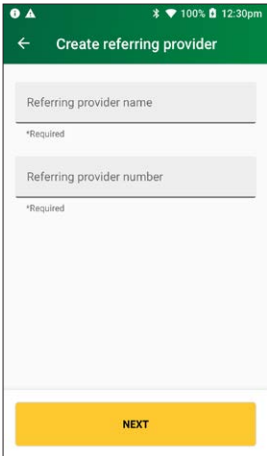 100% 12:30pm
Create referring provider
Referring provider name
*Required
Referring provider number
*Required
NEXT